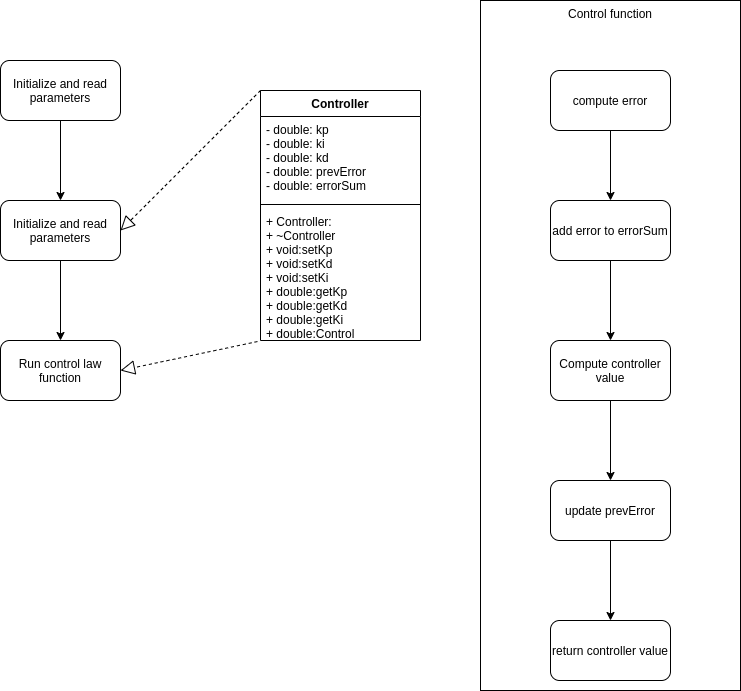 Initialize and read
parameters
Initialize and read
parameters
Run control law
function
Controller
- double: kp
- double: ki
- double: kd
- double: prevError
- double: errorSum
+ Controller:
+ ~Controller
+ void:setKp
+ void:setKd
+ void:setKi
+ double:getKp
+ double:getKd
+ double:getKi
+ double:Control
Control function
compute error
add error to errorSum
Compute controller
value
update prevError
return controller value